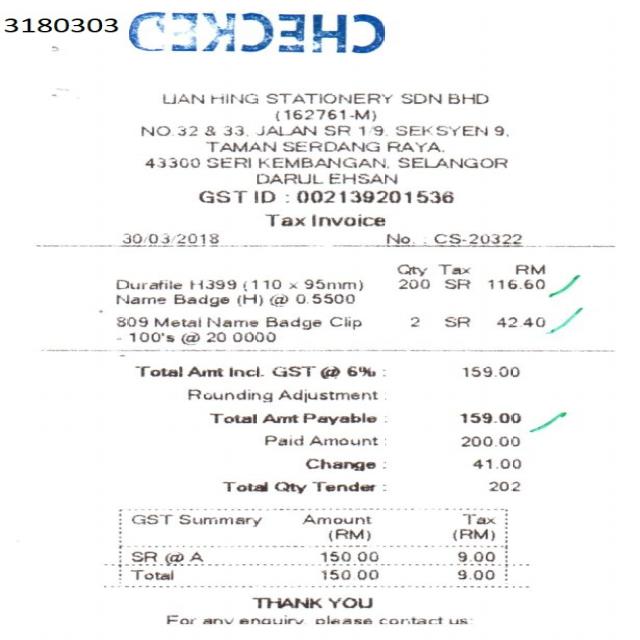 3180303 CHECKED
LIAN HING STATIONERY SDN BHD
(162761-M)
NO.32 & 33, JALAN SR 1/9, SEKSYEN 9,
TAMAN SERDANG RAYA,
43300 SERI KEMBANGAN, SELANGOR
DARUL EHSAN
GST ID : 002139201536
Tax Invoice
30/03/2018 No. : CS-20322
Qty Tax RM
Durafile H399 (110 x 95mm) 200 SR 116.60
Name Badge (H) @ 0.5500
809 Metal Name Badge Clip 2 SR 42.40
- 100's @ 20.0000
Total Amt Incl. GST @ 6% : 159.00
Rounding Adjustment :
Total Amt Payable : 159.00
Paid Amount : 200.00
Change : 41.00
Total Qty Tender : 202
GST Summary Amount Tax
(RM) (RM)
SR @ A 150.00 9.00
Total 150.00 9.00
THANK YOU
For any enquiry, please contact us: